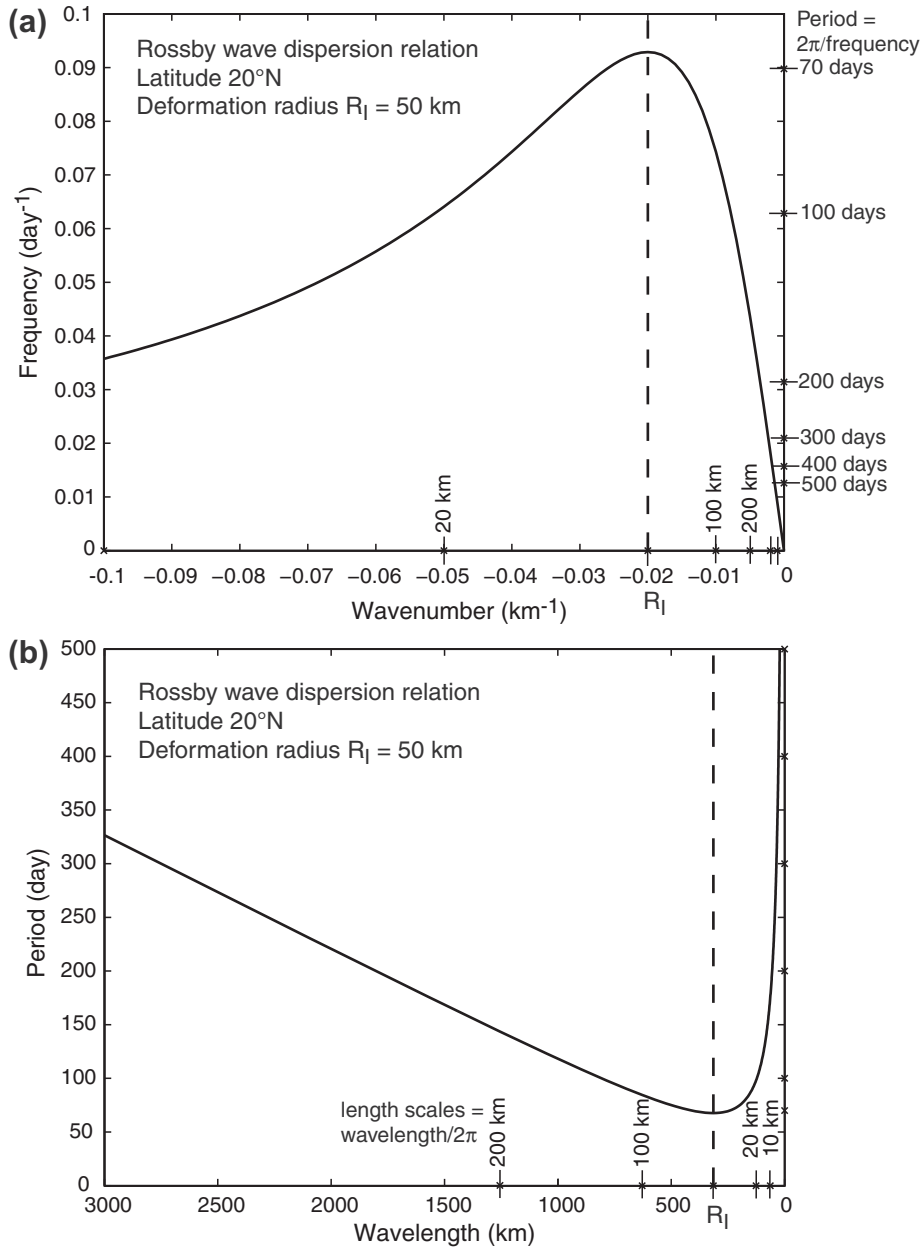 (a)
Rossby wave dispersion relation
Latitude 20°N
Deformation radius R_I = 50 km
Period =
2π/frequency
70 days
100 days
200 days
300 days
400 days
500 days
0.1
0.09
0.08
0.07
0.06
0.05
0.04
0.03
0.02
0.01
0
Frequency (day⁻¹)
20 km
100 km
200 km
-0.1 −0.09 −0.08 −0.07 −0.06 −0.05 −0.04 −0.03 −0.02 −0.01 0
Wavenumber (km⁻¹)
R_I
(b)
Rossby wave dispersion relation
Latitude 20°N
Deformation radius R_I = 50 km
500
450
400
350
300
250
200
150
100
50
0
Period (day)
length scales =
wavelength/2π
200 km
100 km
20 km
10 km
3000 2500 2000 1500 1000 500 0
Wavelength (km)
R_I